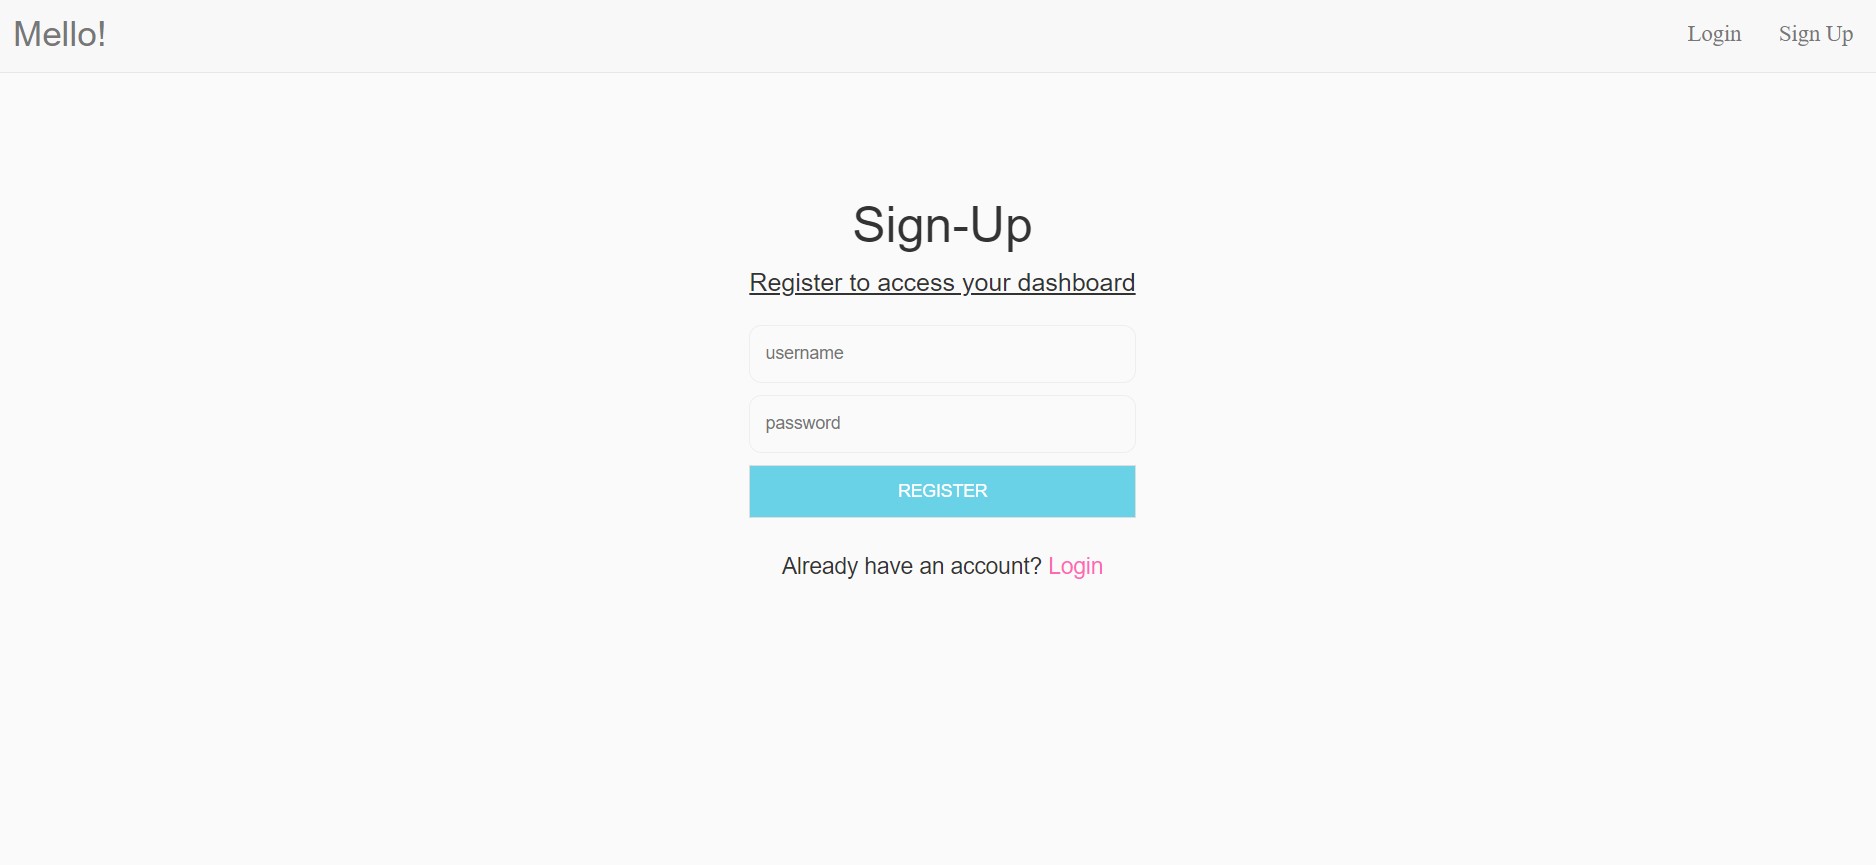 Mello!
Login
Sign Up
Sign-Up
Register to access your dashboard
username
password
REGISTER
Already have an account? Login